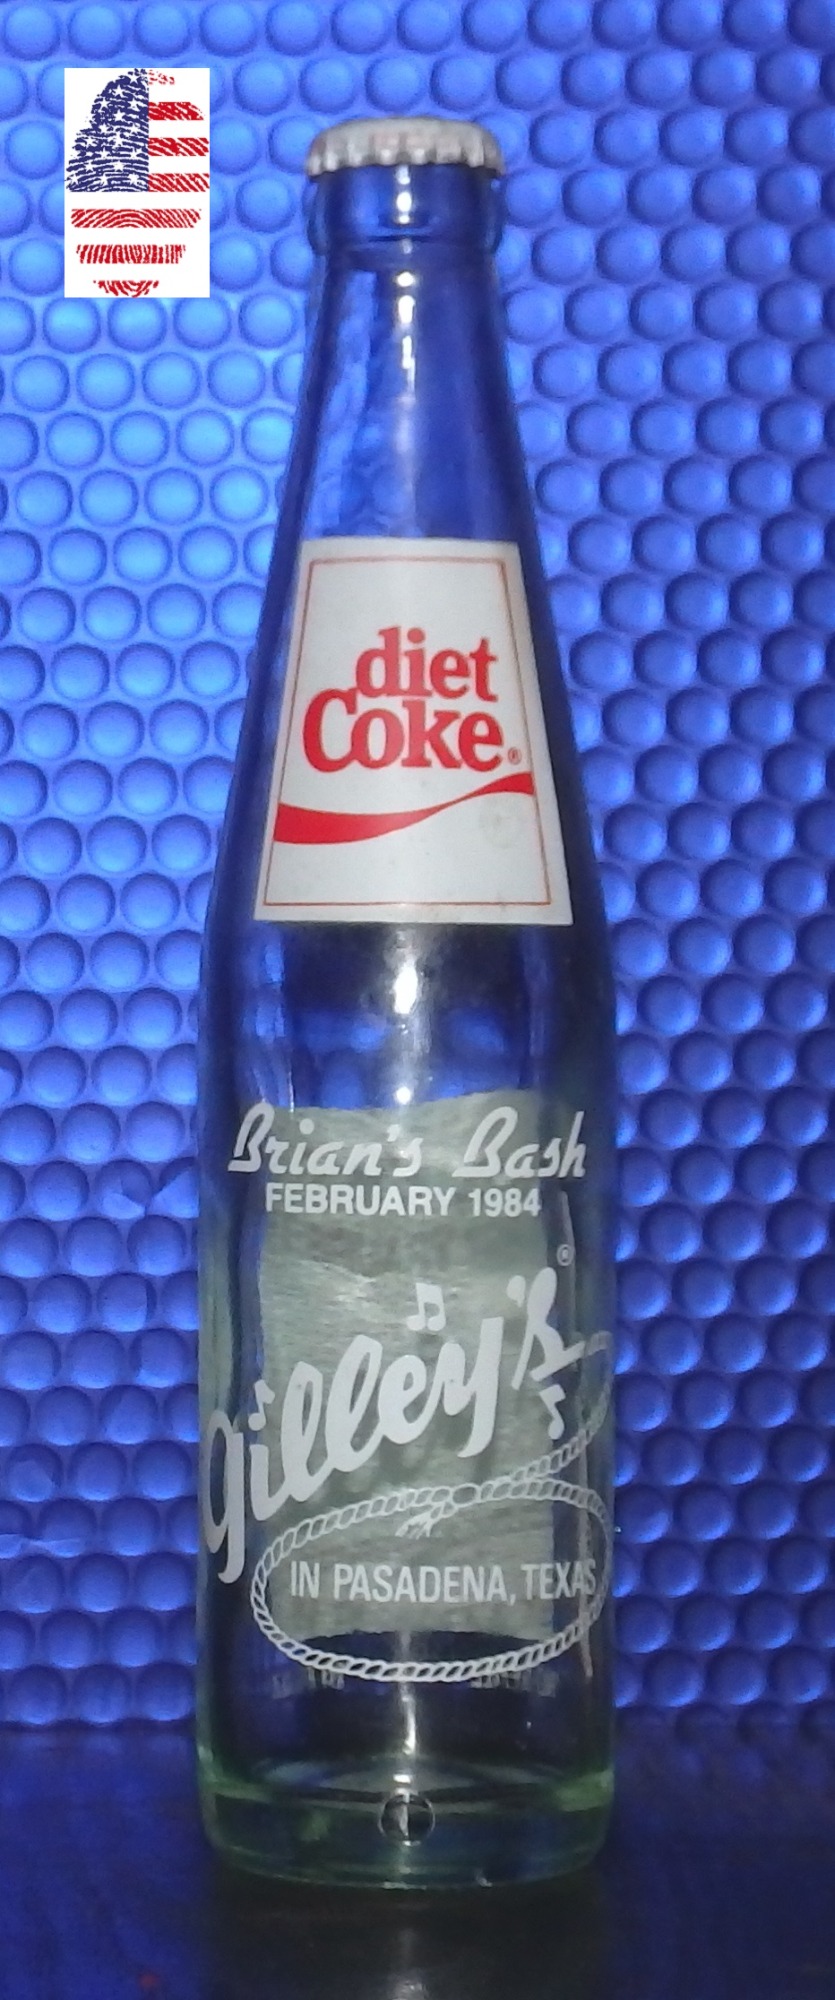 diet
Coke®
Brian's Bash
FEBRUARY 1984
Gilley's®
IN PASADENA, TEXAS